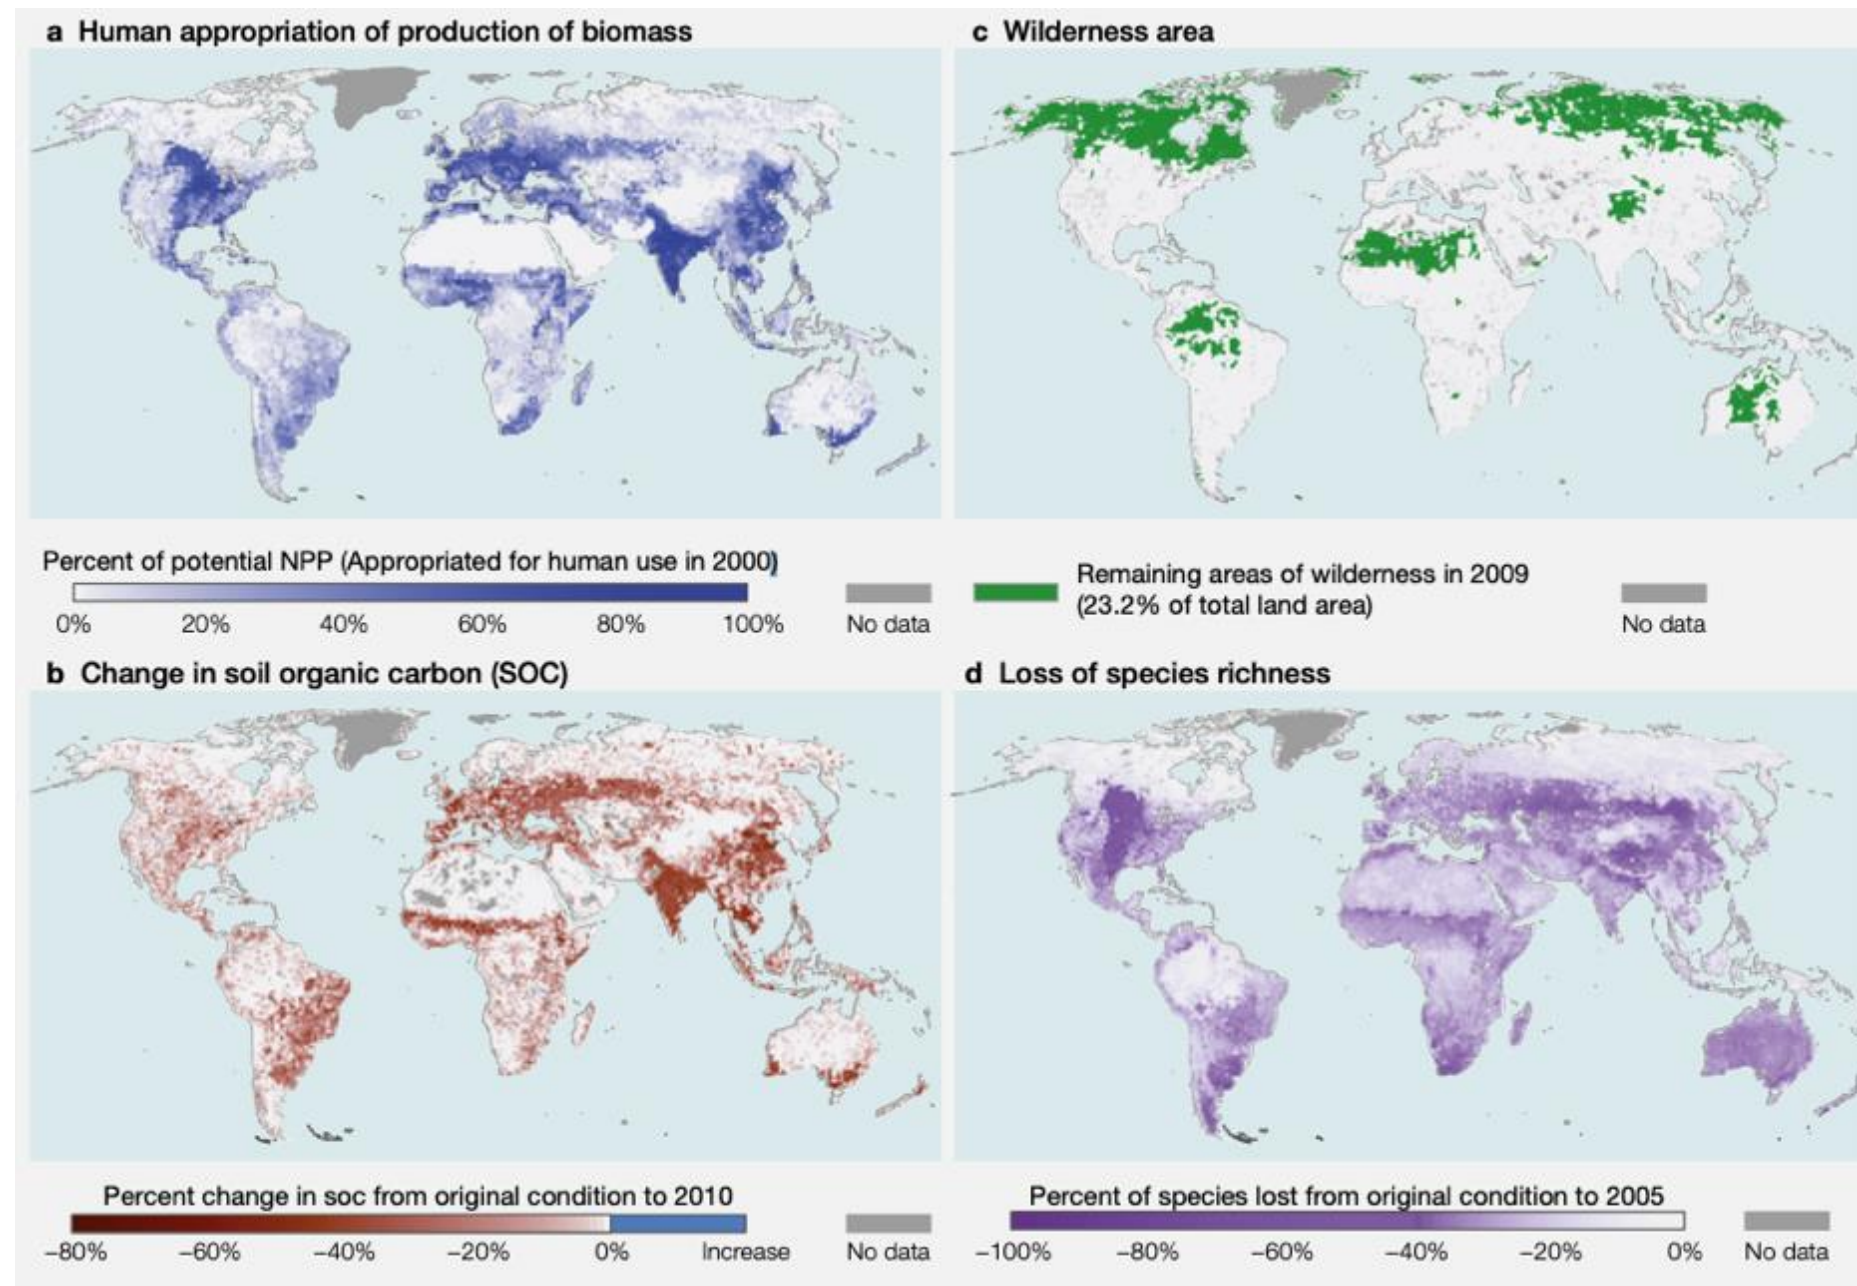 a Human appropriation of production of biomass
Percent of potential NPP (Appropriated for human use in 2000)
0% 20% 40% 60% 80% 100% No data
c Wilderness area
Remaining areas of wilderness in 2009
(23.2% of total land area)
No data
b Change in soil organic carbon (SOC)
Percent change in soc from original condition to 2010
−80% −60% −40% −20% 0% Increase No data
d Loss of species richness
Percent of species lost from original condition to 2005
−100% −80% −60% −40% −20% 0% No data